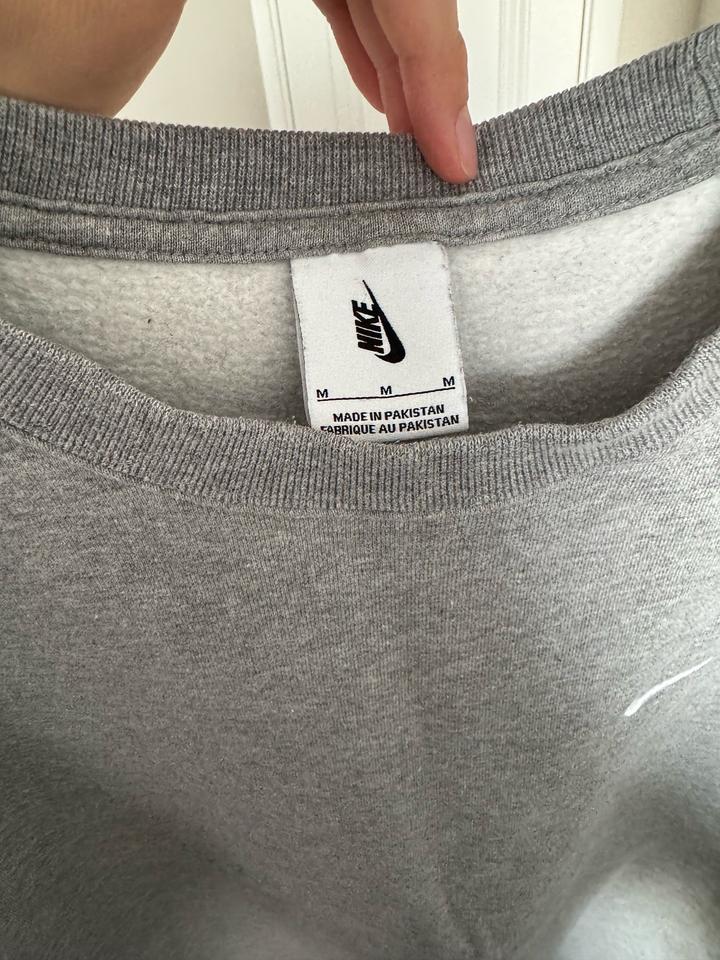 NIKE
M M M
MADE IN PAKISTAN
FABRIQUE AU PAKISTAN